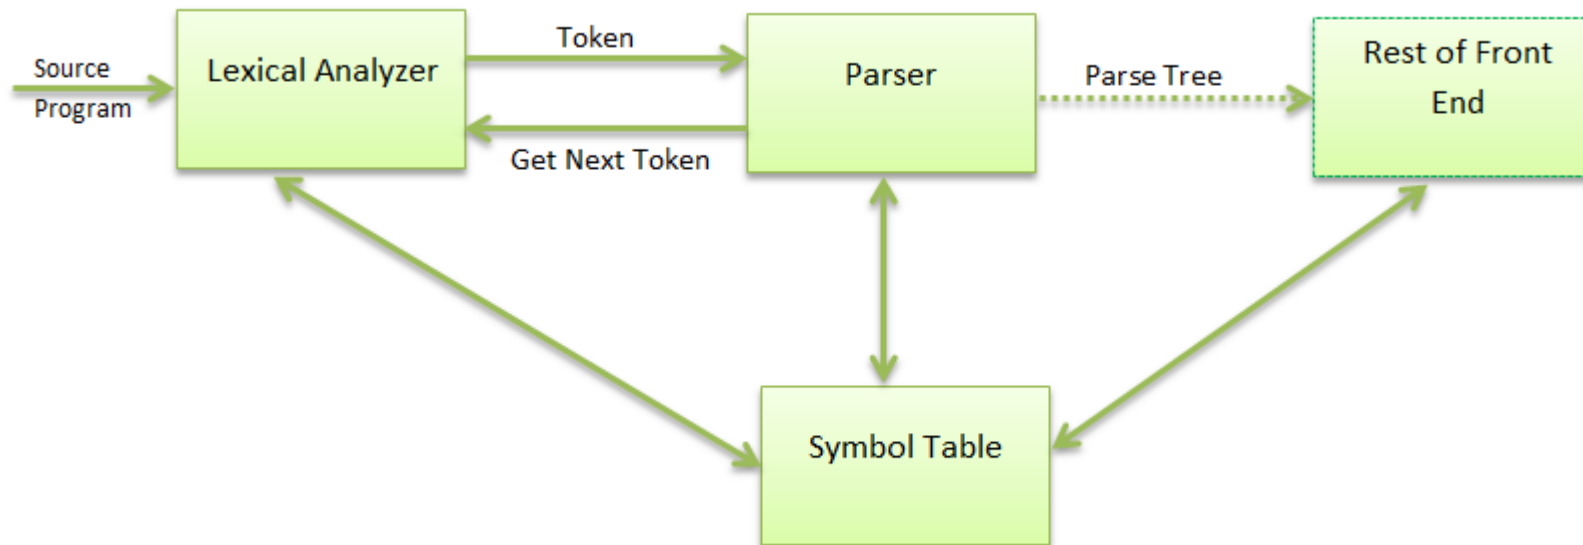 Source
Program
Lexical Analyzer
Token
Get Next Token
Parser
Parse Tree
Rest of Front
End
Symbol Table